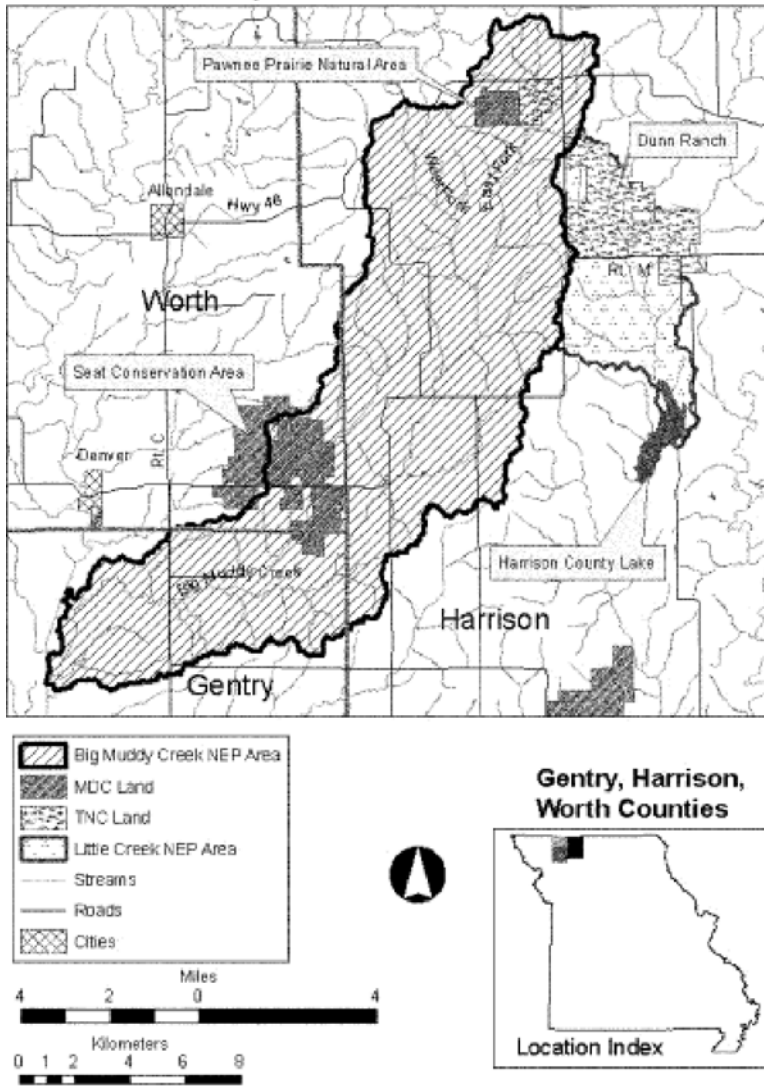 Pawnee Prairie Natural Area
Dunn Ranch
East Fork
Allendale
Hwy 46
Rt. M
Worth
Seat Conservation Area
Rt. C
Denver
Big Muddy Creek
Harrison County Lake
Harrison
Gentry
Big Muddy Creek NEP Area
MDC Land
TNC Land
Little Creek NEP Area
Streams
Roads
Cities
Gentry, Harrison,
Worth Counties
Miles
4 2 0 4
Kilometers
0 1 2 4 6 8
Location Index